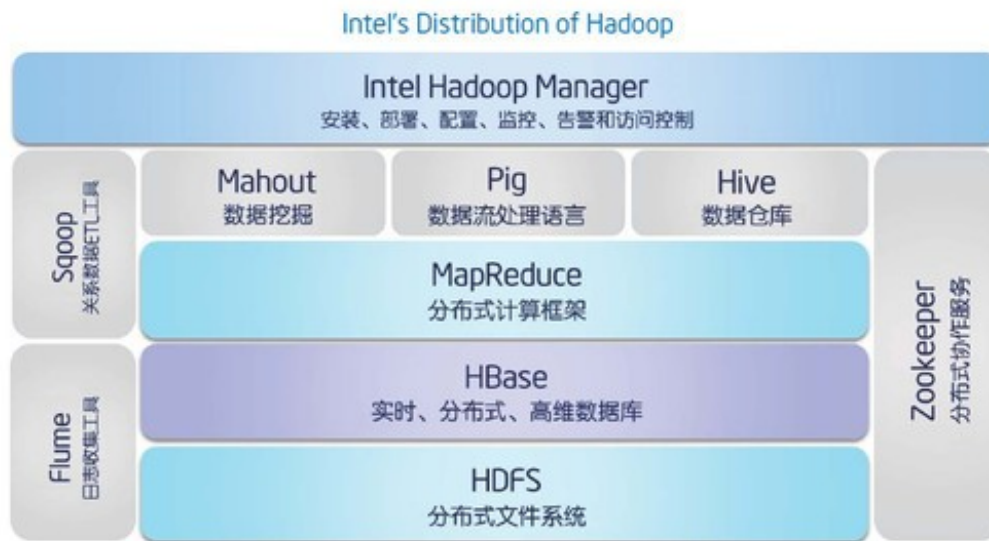 Intel's Distribution of Hadoop
Intel Hadoop Manager
安装、部署、配置、监控、告警和访问控制
Sqoop
关系数据ETL工具
Mahout
数据挖掘
Pig
数据流处理语言
Hive
数据仓库
MapReduce
分布式计算框架
Zookeeper
分布式协作服务
Flume
日志收集工具
HBase
实时、分布式、高维数据库
HDFS
分布式文件系统